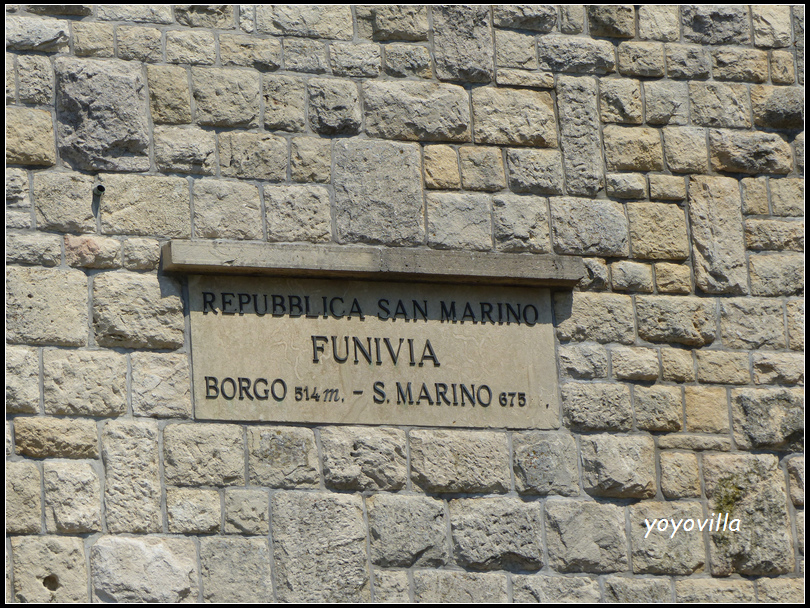 REPUBBLICA SAN MARINO
FUNIVIA
BORGO 514 m. - S. MARINO 675
yoyovilla